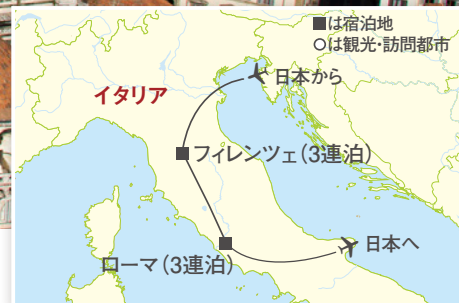 ■は宿泊地
○は観光・訪問都市
日本から
イタリア
フィレンツェ（3連泊）
日本へ
ローマ（3連泊）